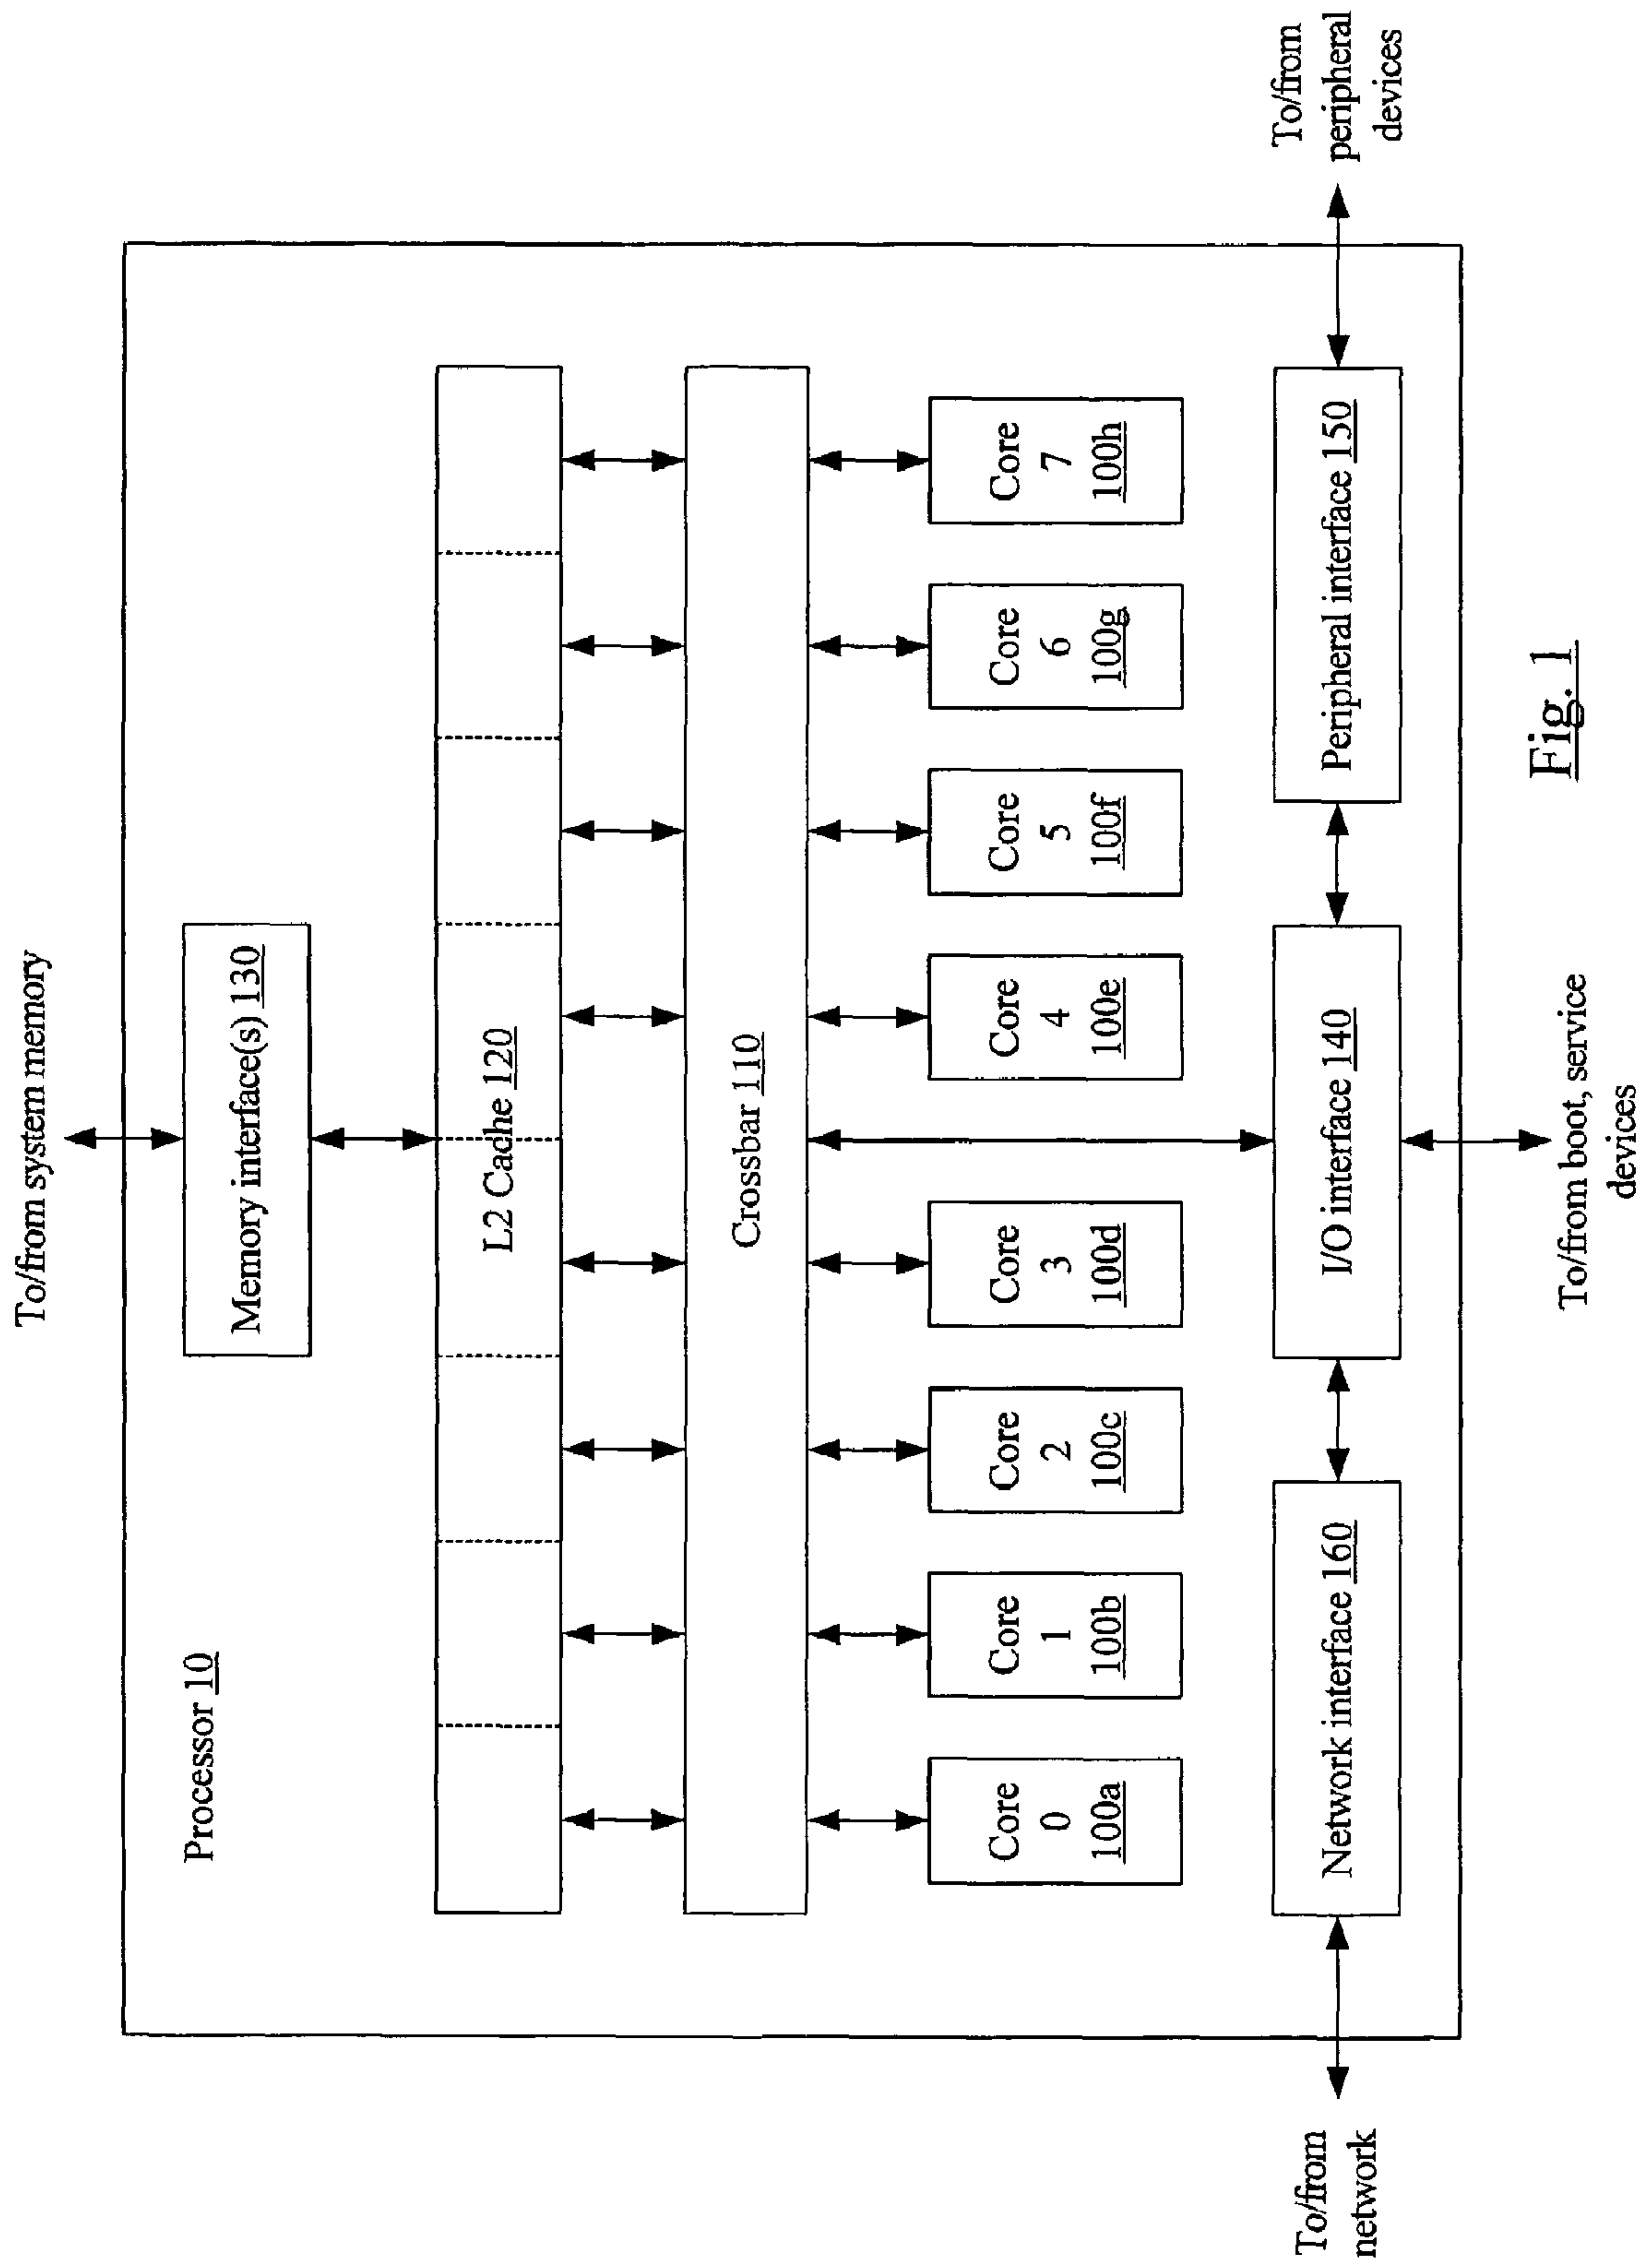 To/from system memory
Processor 10
Memory interface(s) 130
L2 Cache 120
Crossbar 110
Core
0
100a
Core
1
100b
Core
2
100c
Core
3
100d
Core
4
100e
Core
5
100f
Core
6
100g
Core
7
100h
To/from
network
Network interface 160
I/O interface 140
Peripheral interface 150
To/from
peripheral
devices
To/from boot, service
devices
Fig. 1